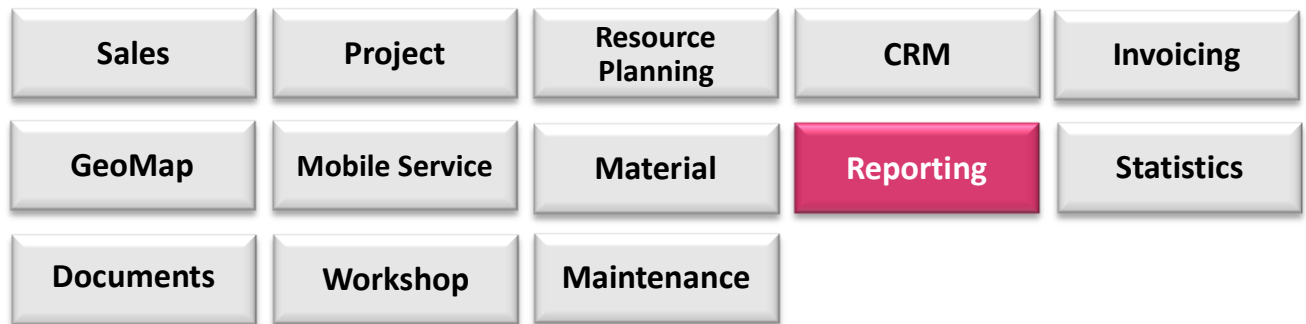 Sales
Project
Resource
Planning
CRM
Invoicing
GeoMap
Mobile Service
Material
Reporting
Statistics
Documents
Workshop
Maintenance